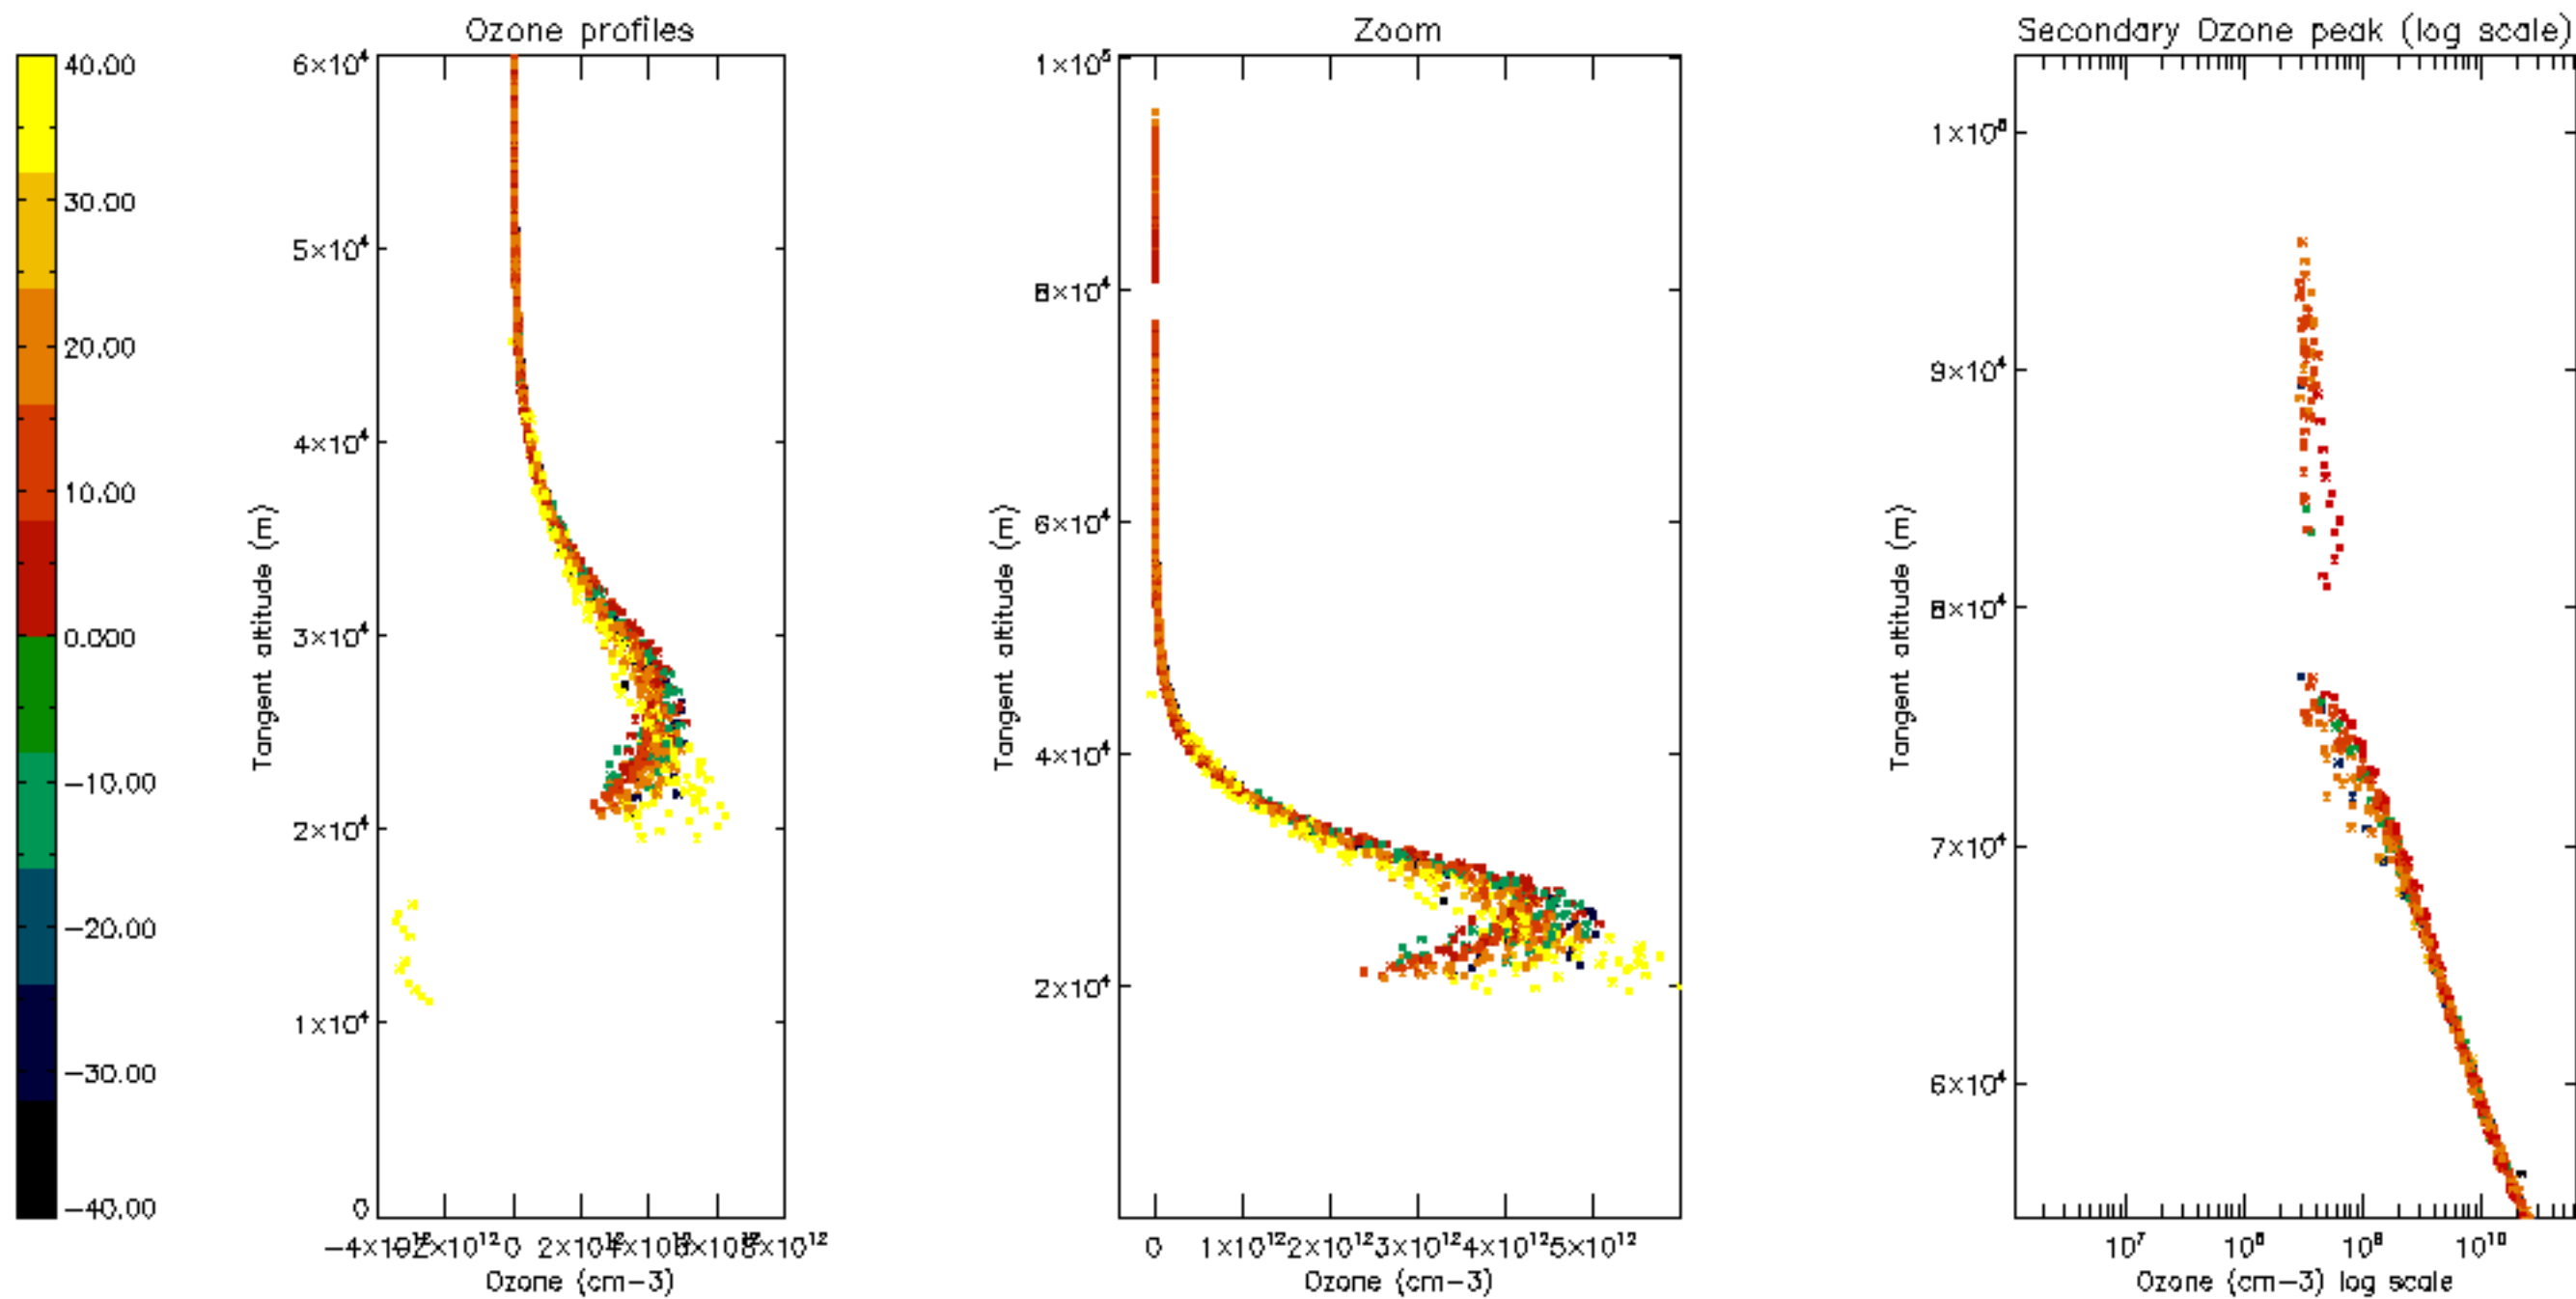 Ozone profiles
Zoom
Secondary Ozone peak (log scale)
40.00
30.00
20.00
10.00
0.00
-10.00
-20.00
-30.00
-40.00
6×10⁴
5×10⁴
4×10⁴
3×10⁴
2×10⁴
1×10⁴
0
Tangent altitude (m)
0
Ozone (cm-3)
1×10⁵
8×10⁴
6×10⁴
4×10⁴
2×10⁴
Tangent altitude (m)
0 1×10¹² 2×10¹² 3×10¹² 4×10¹² 5×10¹²
Ozone (cm-3)
9×10⁴
8×10⁴
7×10⁴
6×10⁴
Tangent altitude (m)
10⁷ 10⁸ 10⁹ 10¹⁰
Ozone (cm-3) log scale